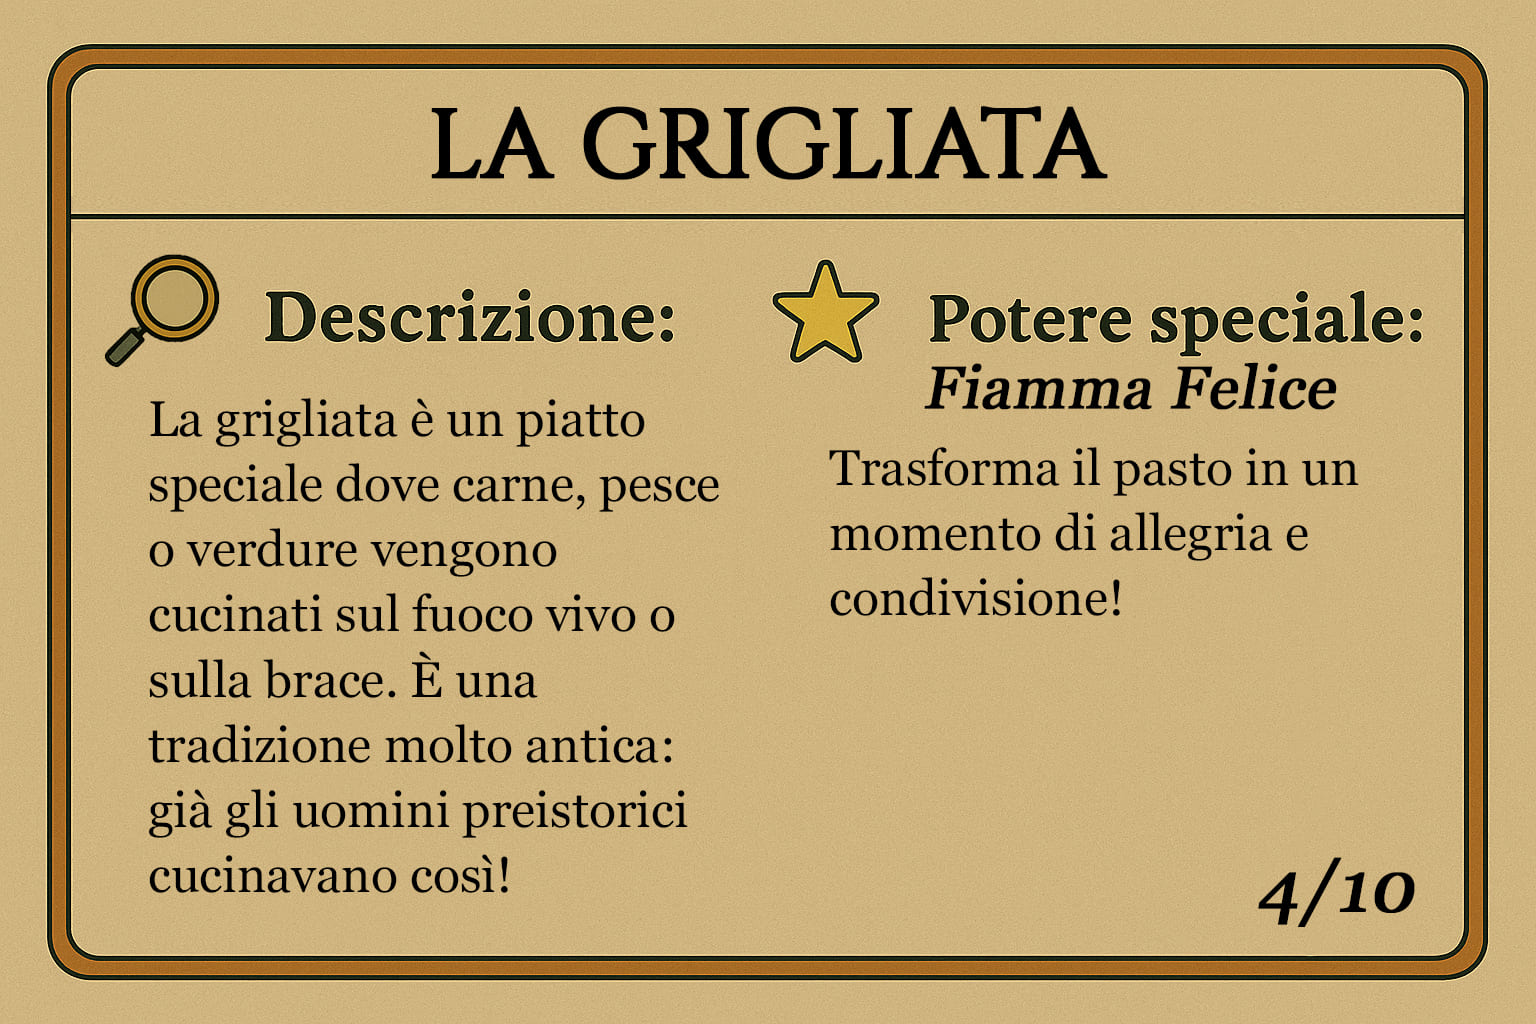 LA GRIGLIATA
Descrizione:
La grigliata è un piatto
speciale dove carne, pesce
o verdure vengono
cucinati sul fuoco vivo o
sulla brace. È una
tradizione molto antica:
già gli uomini preistorici
cucinavano così!
Potere speciale:
Fiamma Felice
Trasforma il pasto in un
momento di allegria e
condivisione!
4/10